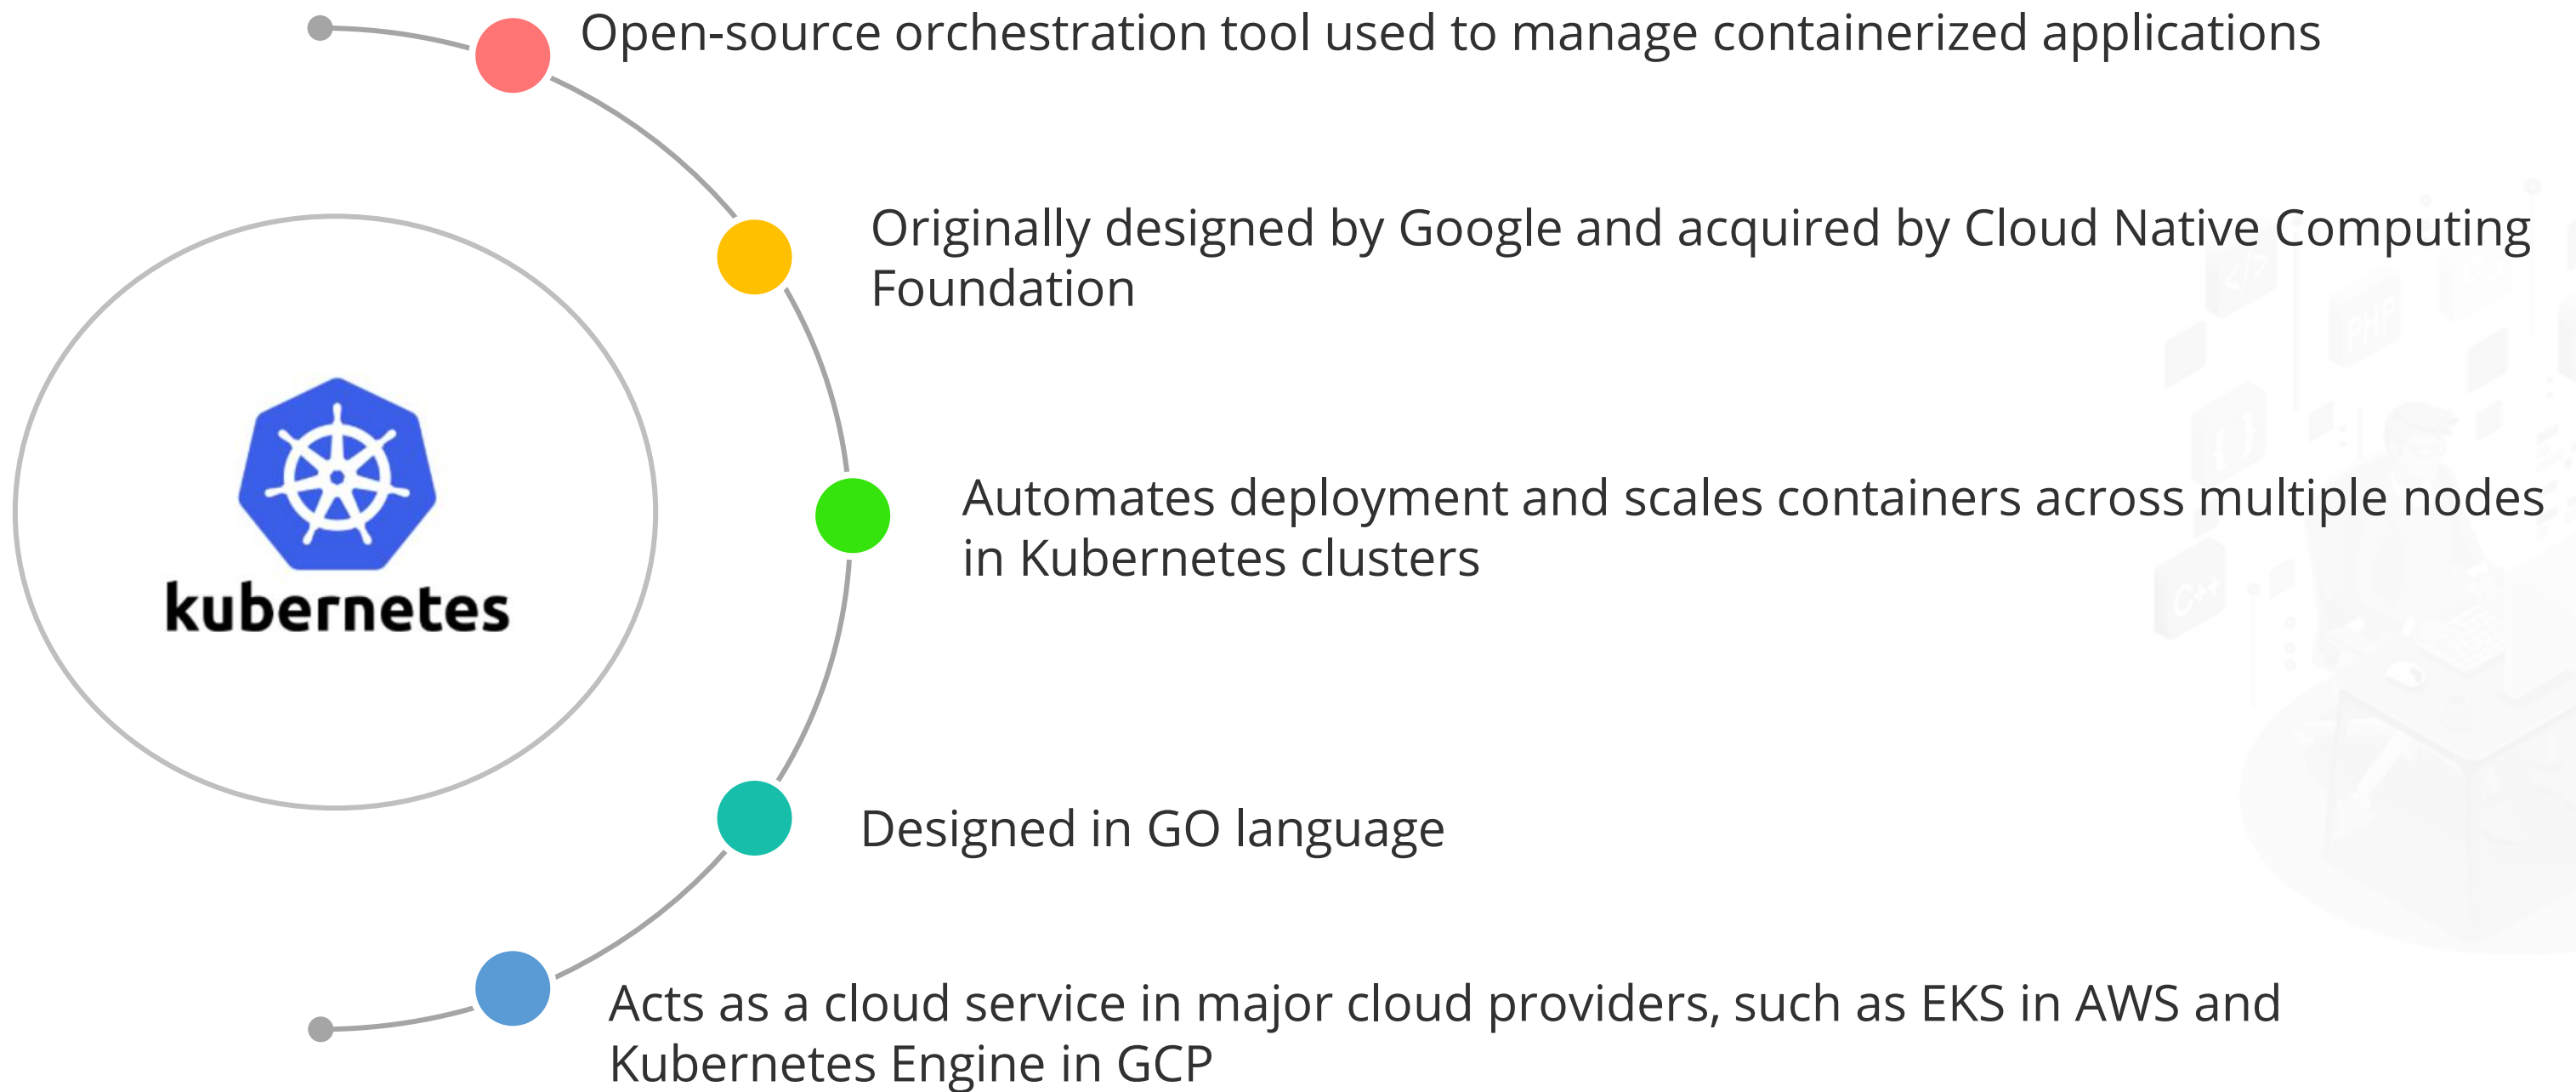 Open-source orchestration tool used to manage containerized applications
Originally designed by Google and acquired by Cloud Native Computing
Foundation
kubernetes
Automates deployment and scales containers across multiple nodes
in Kubernetes clusters
Designed in GO language
Acts as a cloud service in major cloud providers, such as EKS in AWS and
Kubernetes Engine in GCP
</>
PHP
{ }
C++